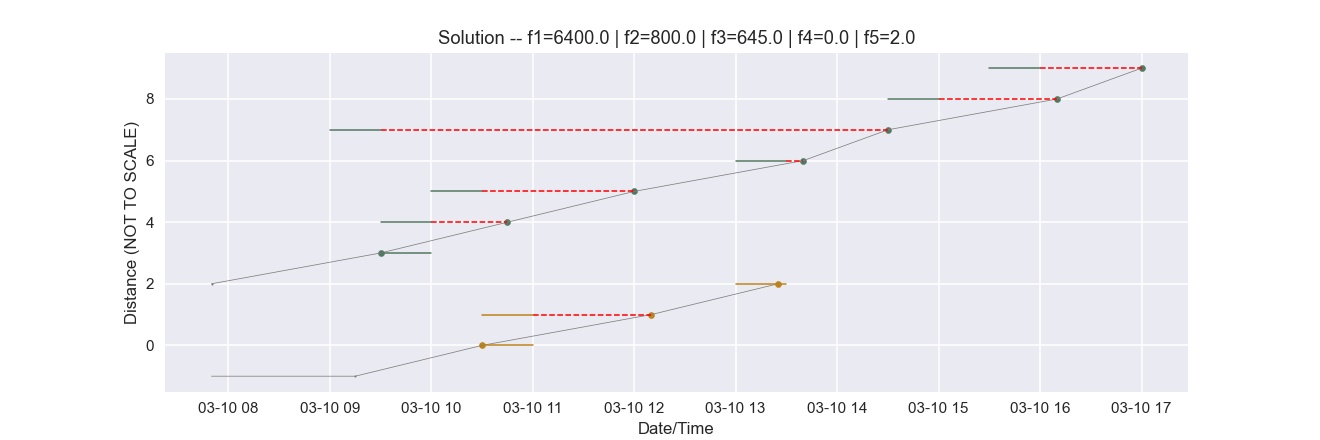 Solution -- f1=6400.0 | f2=800.0 | f3=645.0 | f4=0.0 | f5=2.0
Distance (NOT TO SCALE)
8
6
4
2
0
03-10 08 03-10 09 03-10 10 03-10 11 03-10 12 03-10 13 03-10 14 03-10 15 03-10 16 03-10 17
Date/Time